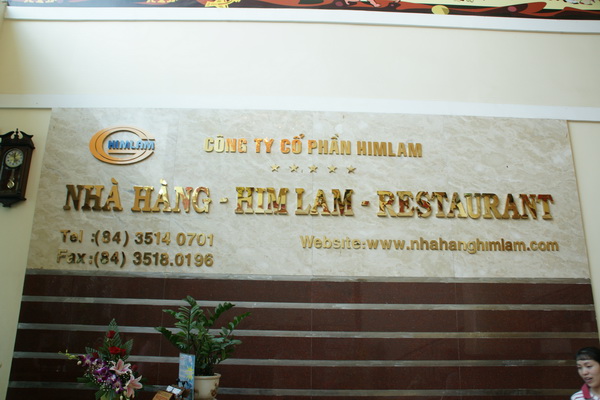 HIMLAM
CÔNG TY CỔ PHẦN HIMLAM
NHÀ HÀNG - HIM LAM - RESTAURANT
Tel :(84) 3514 0701
Website:www.nhahanghimlam.com
Fax:(84) 3518.0196